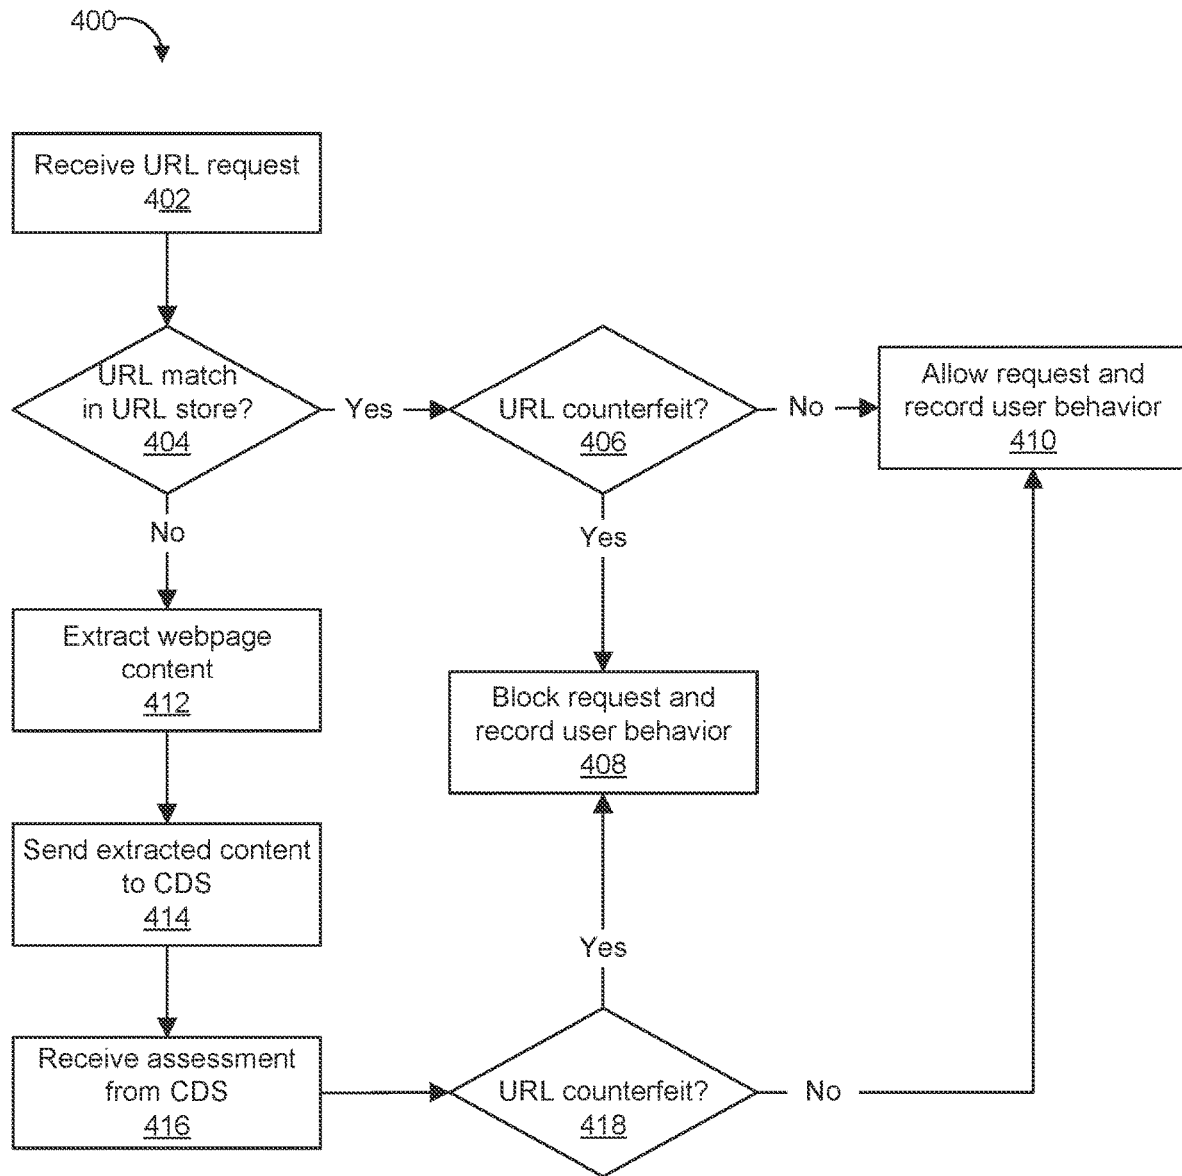 400
Receive URL request
402
URL match
in URL store?
404
Yes
URL counterfeit?
406
No
Allow request and
record user behavior
410
No
Yes
Extract webpage
content
412
Block request and
record user behavior
408
Send extracted content
to CDS
414
Yes
Receive assessment
from CDS
416
URL counterfeit?
418
No